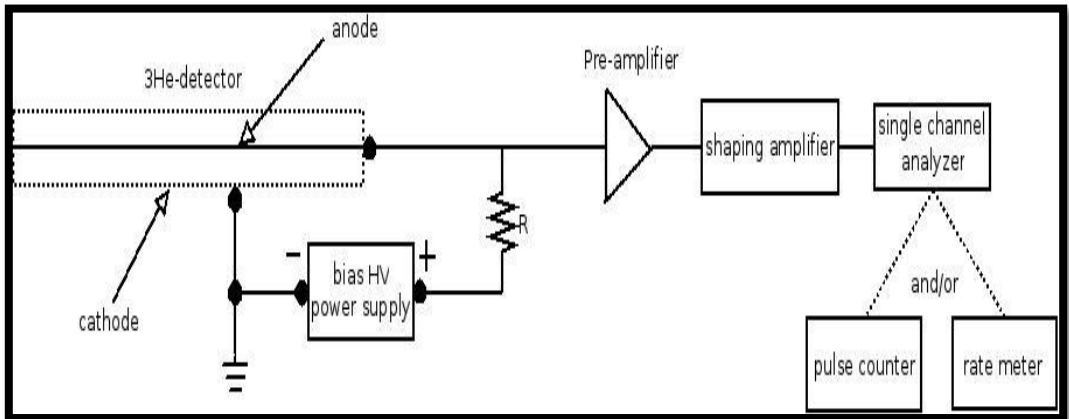 anode
3He-detector
Pre-amplifier
shaping amplifier
single channel
analyzer
R
-
+
bias HV
power supply
cathode
and/or
pulse counter
rate meter